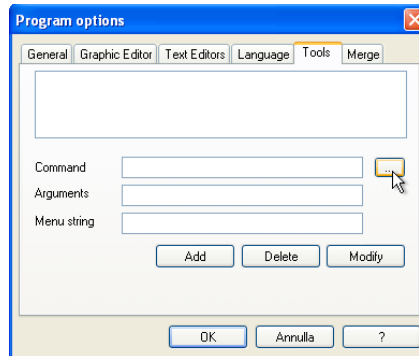 Program options
General Graphic Editor Text Editors Language Tools Merge
Command ...
Arguments
Menu string
Add Delete Modify
OK Annulla ?